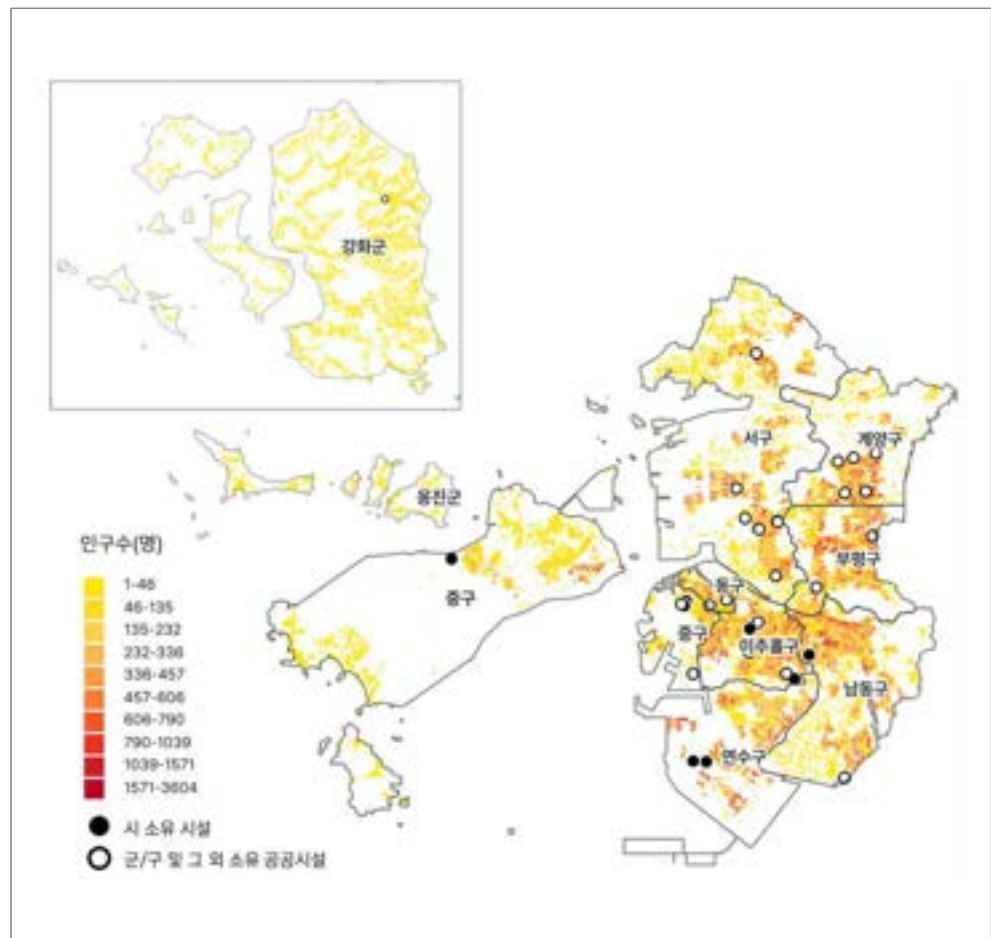 강화군
서구
계양구
옹진군
인구수(명)
부평구
동구
중구
중구
미추홀구
남동구
연수구
1-46
46-135
135-232
232-336
336-457
457-606
606-790
790-1039
1039-1571
1571-3604
시 소유 시설
군/구 및 그 외 소유 공공시설